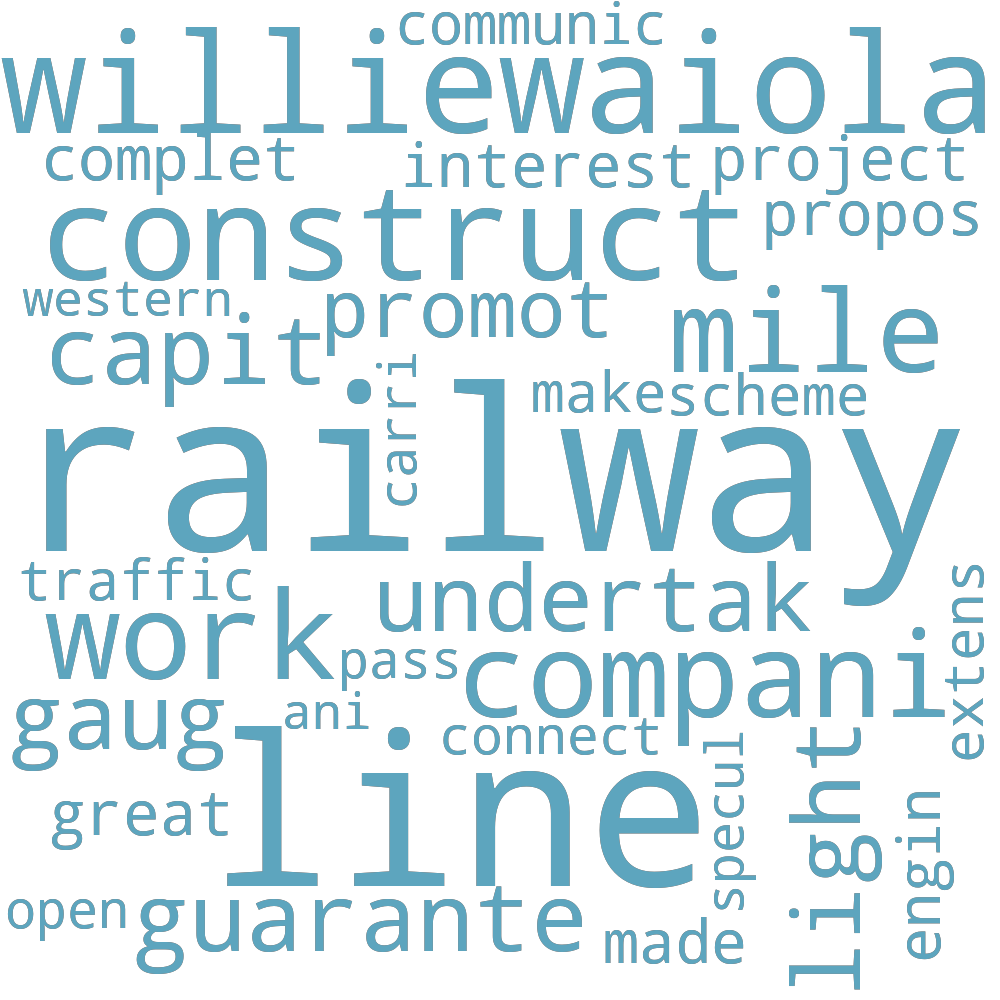 communic
williewaiola
complet
interest
project
construct
propos
western
promot
mile
capit
carri
make
scheme
railway
traffic
undertak
extens
work
pass
compani
gaug
ani
connect
light
line
specul
great
engin
open
guarante
made